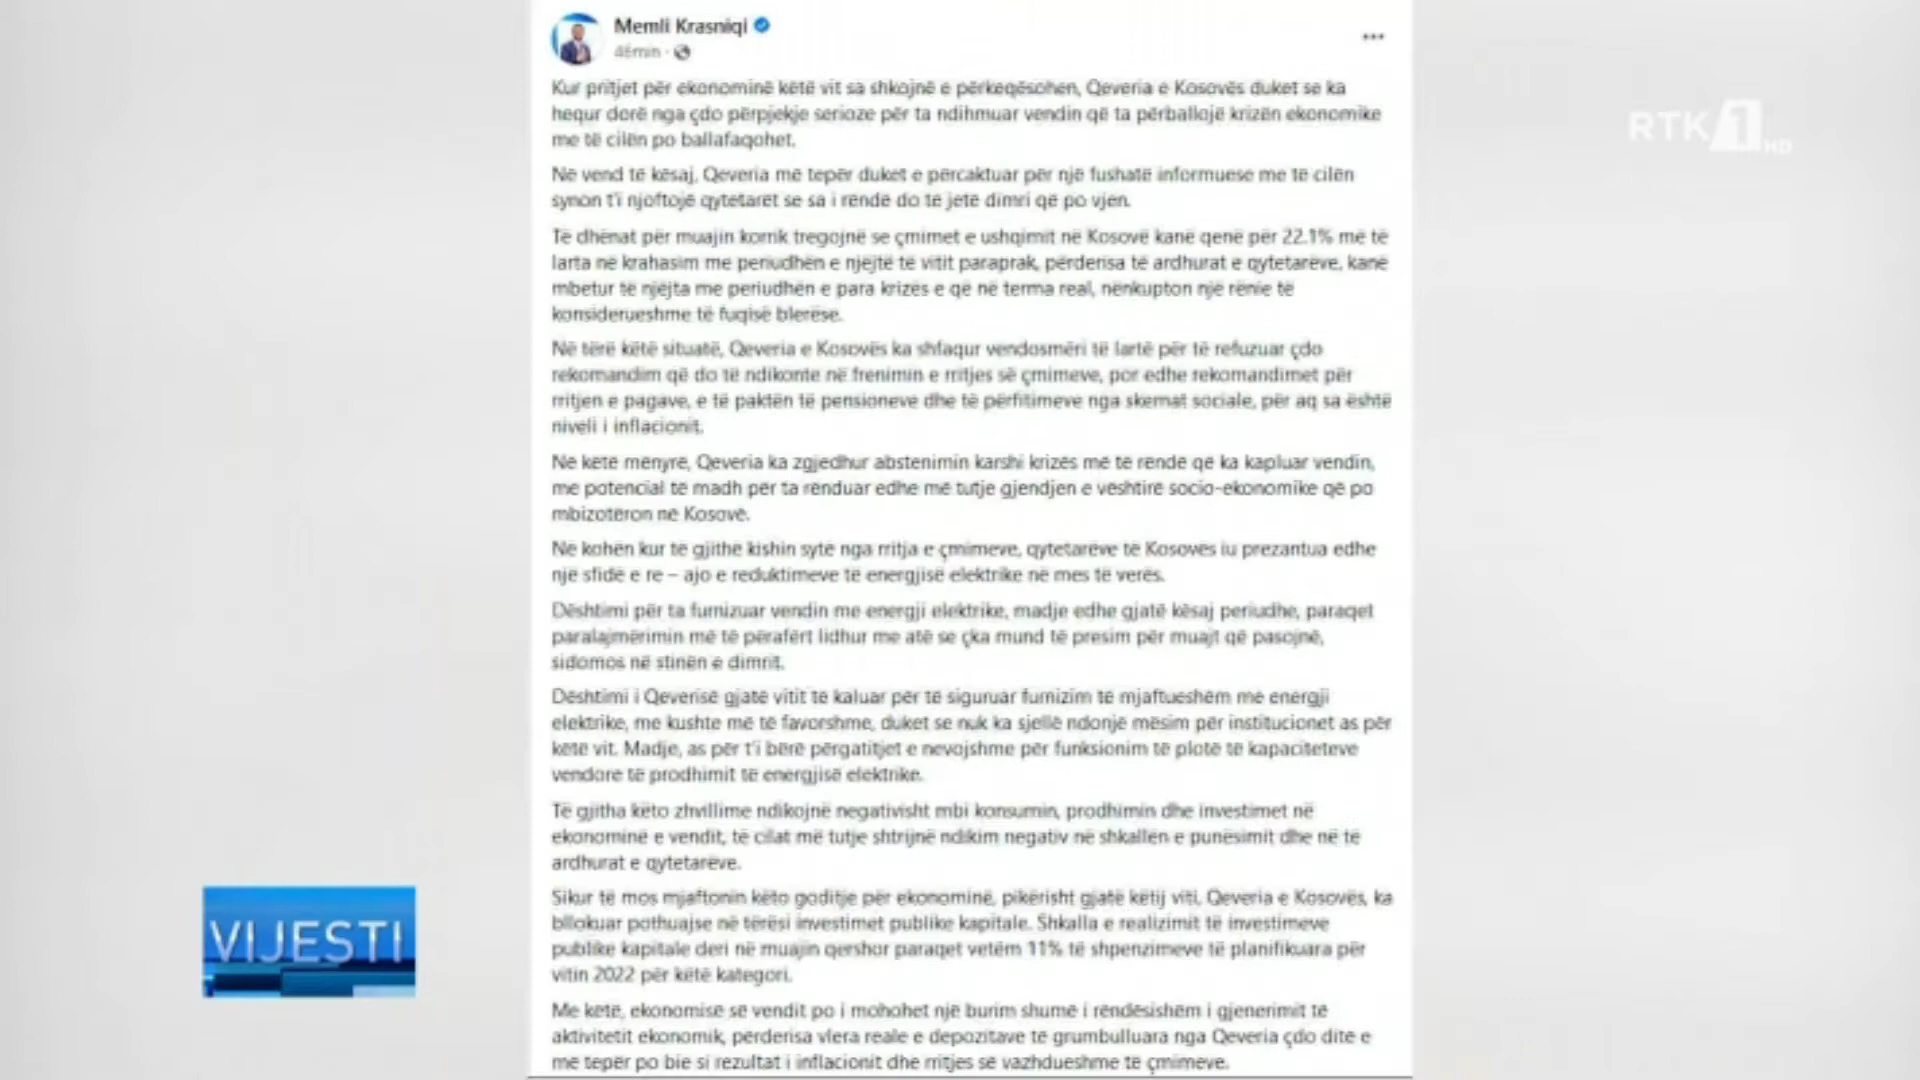 Memli Krasniqi
46min
RTK 1 HD
Kur pritjet për ekonominë këtë vit sa shkojnë e përkeqësohen, Qeveria e Kosovës duket se ka
hequr dorë nga çdo përpjekje serioze për ta ndihmuar vendin që ta përballojë krizën ekonomike
me të cilën po ballafaqohet.
Në vend të kësaj, Qeveria më tepër duket e përcaktuar për një fushatë informuese me të cilën
synon t'i njoftojë qytetarët se sa i rëndë do të jetë dimri që po vjen.
Të dhënat për muajin korrik tregojnë se çmimet e ushqimit në Kosovë kanë qenë për 22.1% më të
larta në krahasim me periudhën e njejtë të vitit paraprak, përderisa të ardhurat e qytetarëve, kanë
mbetur të njëjta me periudhën e para krizës e që në terma real, nënkupton një rënie të
konsiderueshme të fuqisë blerëse.
Në tërë këtë situatë, Qeveria e Kosovës ka shfaqur vendosmëri të lartë për të refuzuar çdo
rekomandim që do të ndikonte në frenimin e rritjes së çmimeve, por edhe rekomandimet për
rritjen e pagave, e të paktën të pensioneve dhe të përfitimeve nga skemat sociale, për aq sa është
niveli i inflacionit.
Në këtë mënyrë, Qeveria ka zgjedhur abstenimin karshi krizës më të rëndë që ka kapluar vendin,
me potencial të madh për ta rënduar edhe më tutje gjendjen e vështirë socio-ekonomike që po
mbizotëron në Kosovë.
Në kohën kur të gjithë kishin sytë nga rritja e çmimeve, qytetarëve të Kosovës iu prezantua edhe
një sfidë e re – ajo e reduktimeve të energjisë elektrike në mes të verës.
Dështimi për ta furnizuar vendin me energji elektrike, madje edhe gjatë kësaj periudhe, paraqet
paralajmërimin më të përafërt lidhur me atë se çka mund të presim për muajt që pasojnë,
sidomos në stinën e dimrit.
Dështimi i Qeverisë gjatë vitit të kaluar për të siguruar furnizim të mjaftueshëm me energji
elektrike, me kushte më të favorshme, duket se nuk ka sjellë ndonjë mësim për institucionet as për
këtë vit. Madje, as për t'i bërë përgatitjet e nevojshme për funksionim të plotë të kapaciteteve
vendore të prodhimit të energjisë elektrike.
Të gjitha këto zhvillime ndikojnë negativisht mbi konsumin, prodhimin dhe investimet në
ekonominë e vendit, të cilat më tutje shtrijnë ndikim negativ në shkallën e punësimit dhe në të
ardhurat e qytetarëve.
Sikur të mos mjaftonin këto goditje për ekonominë, pikërisht gjatë këtij viti, Qeveria e Kosovës, ka
bllokuar pothuajse në tërësi investimet publike kapitale. Shkalla e realizimit të investimeve
publike kapitale deri në muajin qershor paraqet vetëm 11% të shpenzimeve të planifikuara për
vitin 2022 për këtë kategori.
Me këtë, ekonomisë së vendit po i mohohet një burim shumë i rëndësishëm i gjenerimit të
aktivitetit ekonomik, përderisa vlera reale e depozitave të grumbulluara nga Qeveria çdo ditë e
më tepër po bie si rezultat i inflacionit dhe rritjes së vazhdueshme të çmimeve.
VIJESTI